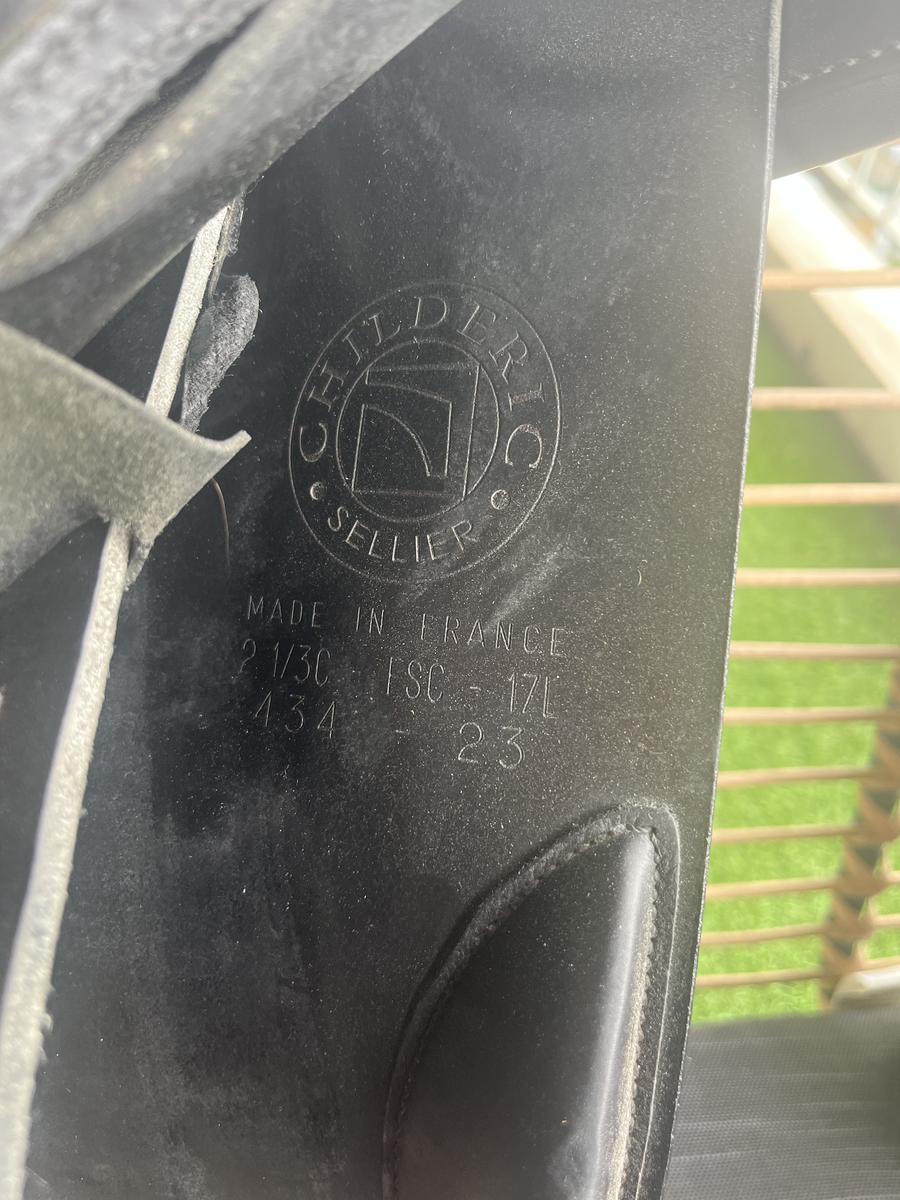 CHILDERIC
SELLIER
MADE IN FRANCE
2 1/3C FSC - 17L
434 - 23